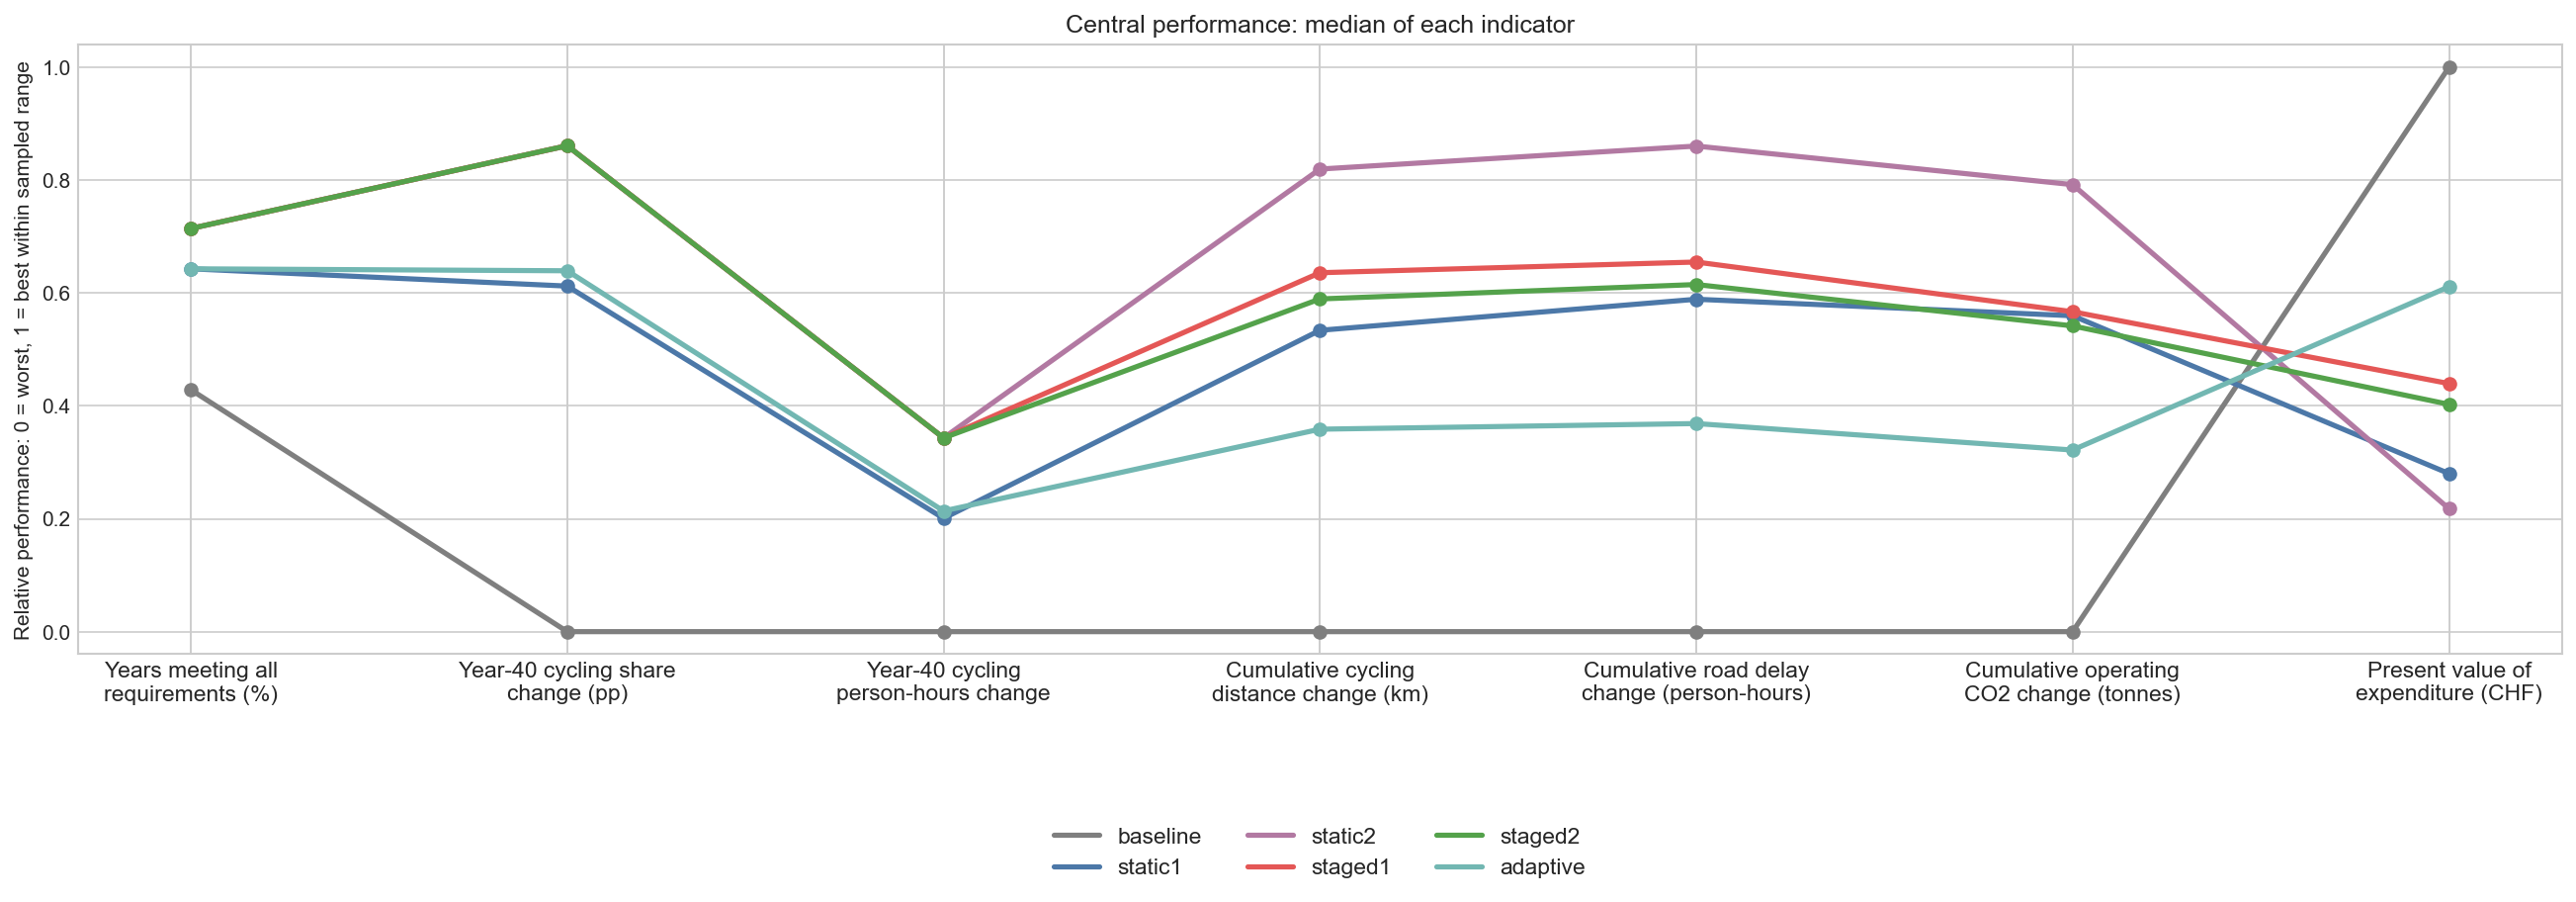 Central performance: median of each indicator
Relative performance: 0 = worst, 1 = best within sampled range
1.0
0.8
0.6
0.4
0.2
0.0
Years meeting all
requirements (%)
Year-40 cycling share
change (pp)
Year-40 cycling
person-hours change
Cumulative cycling
distance change (km)
Cumulative road delay
change (person-hours)
Cumulative operating
CO2 change (tonnes)
Present value of
expenditure (CHF)
baseline
static1
static2
staged1
staged2
adaptive